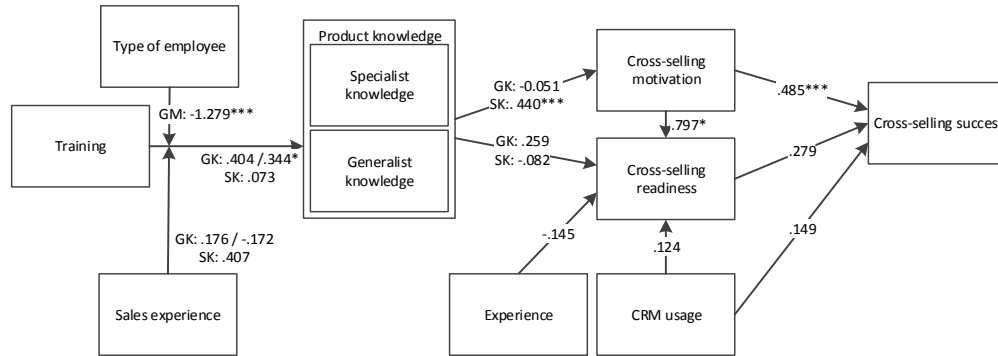 Type of employee
Product knowledge
Specialist
knowledge
Generalist
knowledge
Cross-selling
motivation
Cross-selling
readiness
Cross-selling succes
Training
GM: -1.279***
GK: .404 /.344*
SK: .073
GK: .176 / -.172
SK: .407
GK: -0.051
SK:. 440***
GK: .259
SK: -.082
.797*
.485***
.279
.149
-.145
.124
Sales experience
Experience
CRM usage